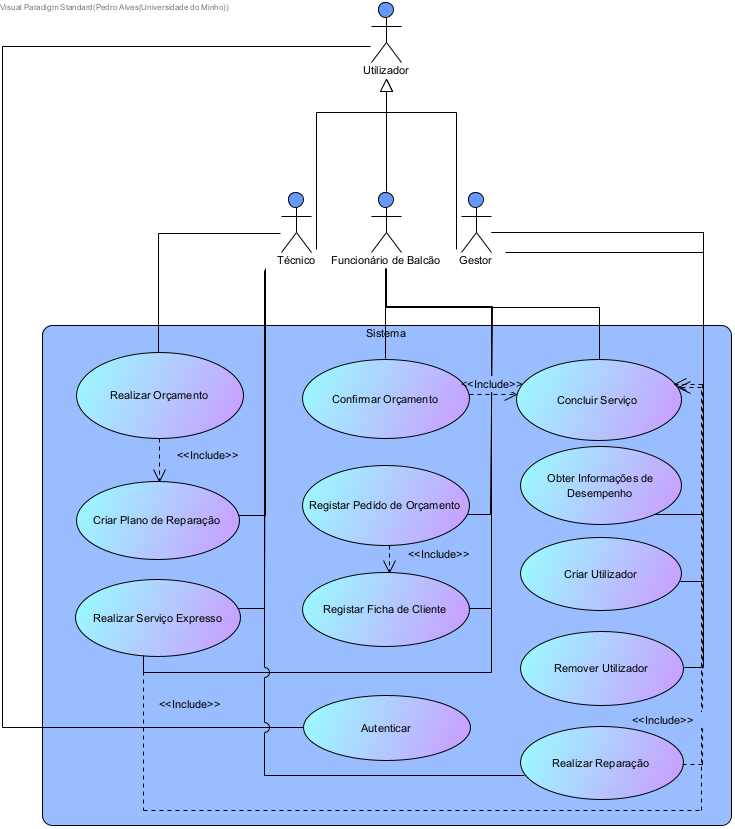 Visual Paradigm Standard(Pedro Alves(Universidade do Minho))
Utilizador
Técnico
Funcionário de Balcão
Gestor
Sistema
Realizar Orçamento
Confirmar Orçamento
<<Include>>
Concluir Serviço
<<Include>>
Obter Informações de
Desempenho
Criar Plano de Reparação
Registar Pedido de Orçamento
<<Include>>
Criar Utilizador
Realizar Serviço Expresso
Registar Ficha de Cliente
Remover Utilizador
<<Include>>
<<Include>>
Autenticar
Realizar Reparação